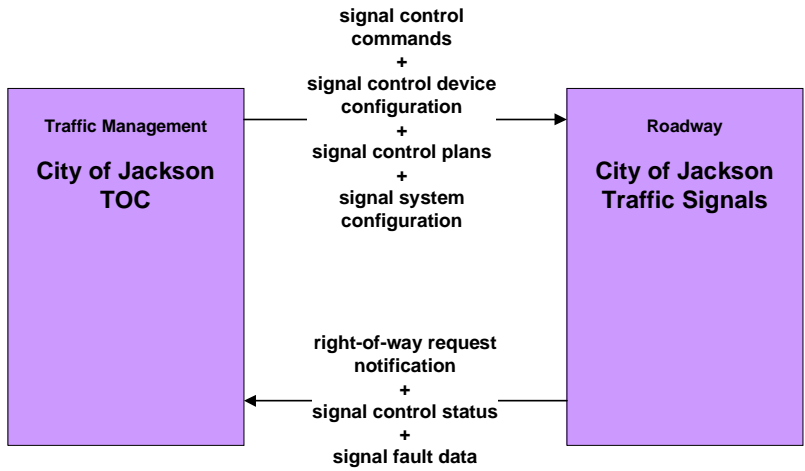 signal control
commands
+
signal control device
configuration
+
signal control plans
+
signal system
configuration
Traffic Management
City of Jackson
TOC
Roadway
City of Jackson
Traffic Signals
right-of-way request
notification
+
signal control status
+
signal fault data